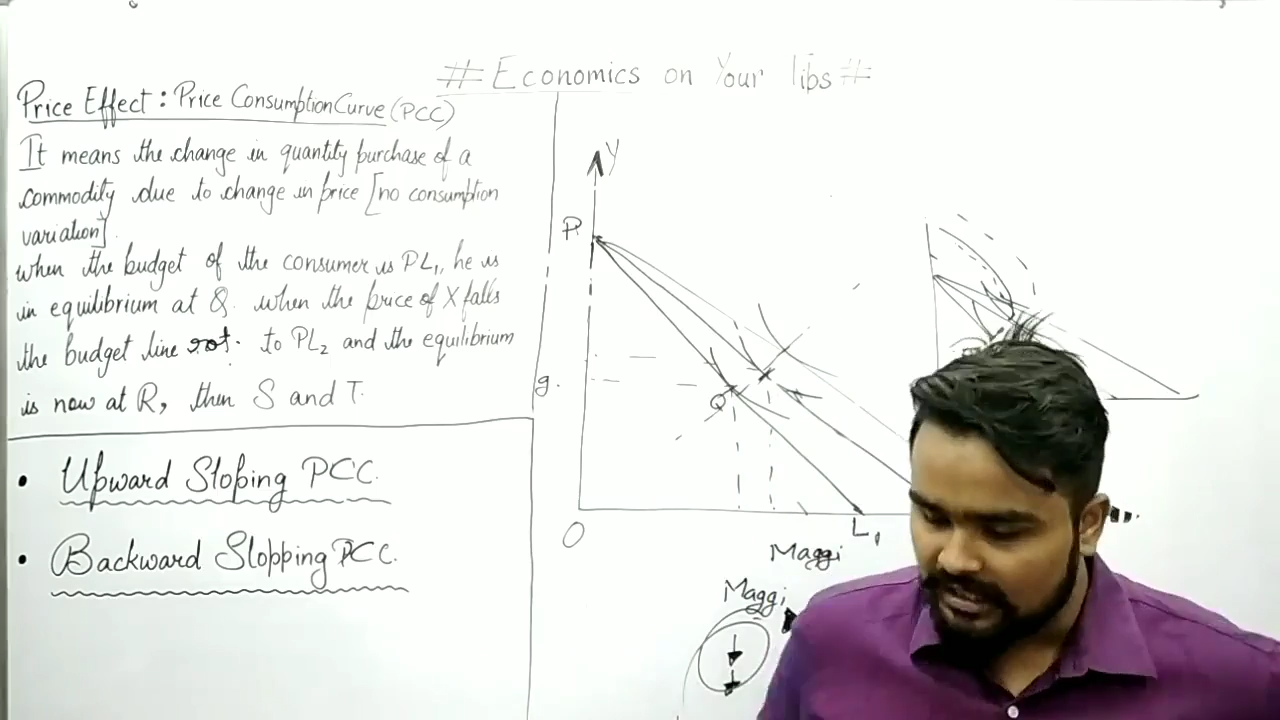 # Economics on Your libs #
Price Effect : Price Consumption Curve (PCC)
It means the change in quantity purchase of a
commodity due to change in price [no consumption
variation].
when the budget of the consumer is PL1, he is
in equilibrium at Q. when the price of X falls
the budget line rot. to PL2 and the equilibrium
is now at R, then S and T.
• Upward Sloping PCC.
• Backward Slopping PCC.
Y
P
g.
Q
O
L1
Maggi
Maggi